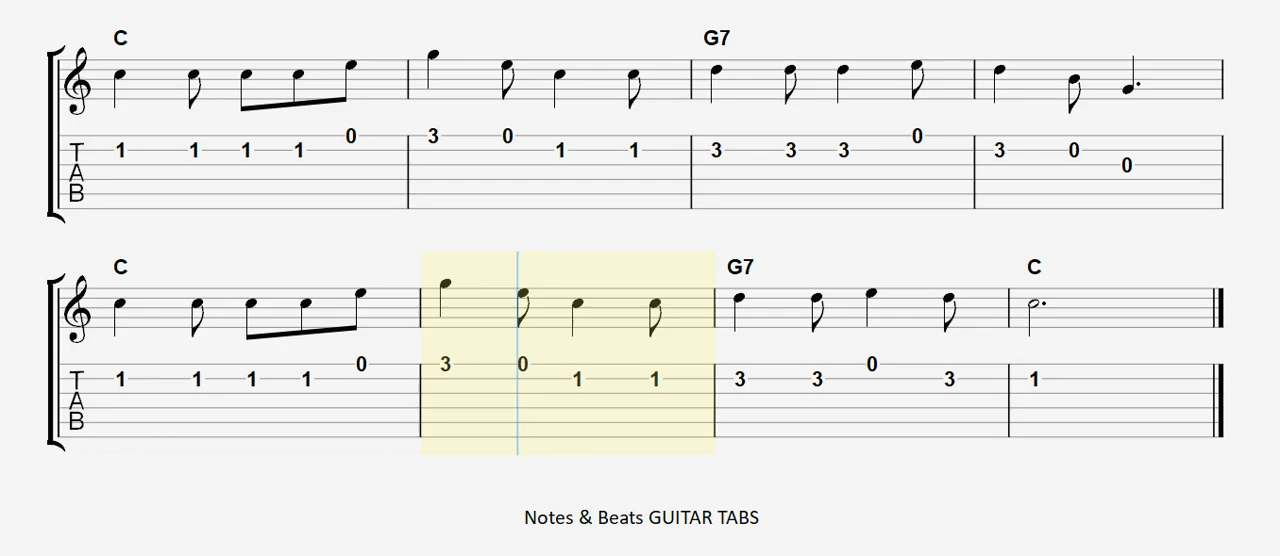 C G7
0 3 0 0
T 1 1 1 1 1 1 3 3 3 3 0
A 0
B
C G7 C
0 3 0 0
T 1 1 1 1 1 1 3 3 3 1
A
B
Notes & Beats GUITAR TABS